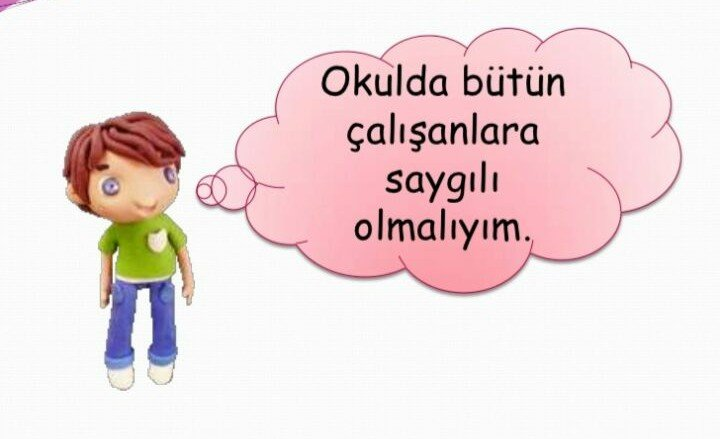 Okulda bütün
çalışanlara
saygılı
olmalıyım.